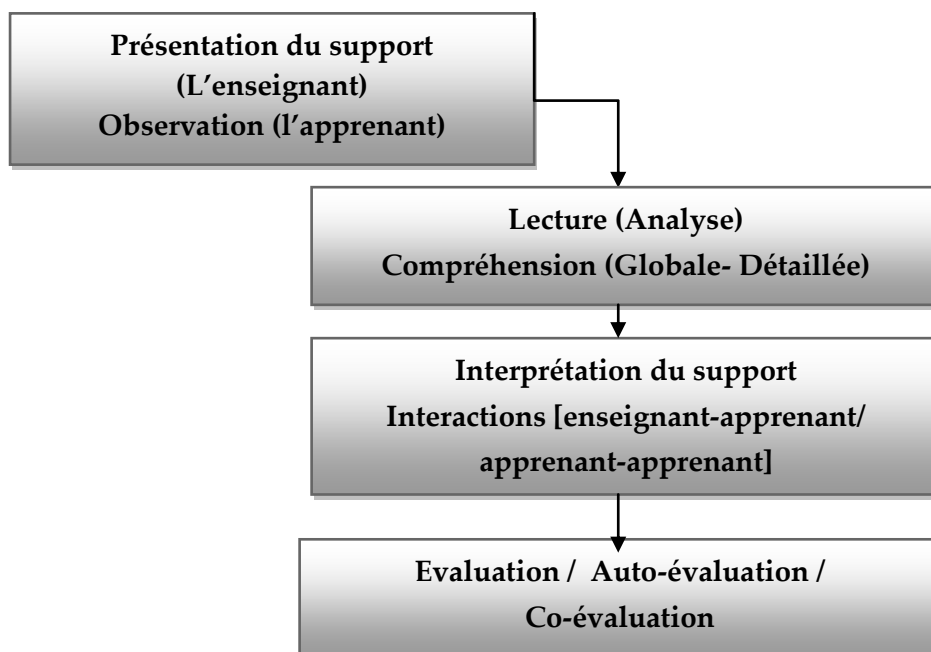 Présentation du support
(L’enseignant)
Observation (l’apprenant)
Lecture (Analyse)
Compréhension (Globale- Détaillée)
Interprétation du support
Interactions [enseignant-apprenant/
apprenant-apprenant]
Evaluation / Auto-évaluation /
Co-évaluation